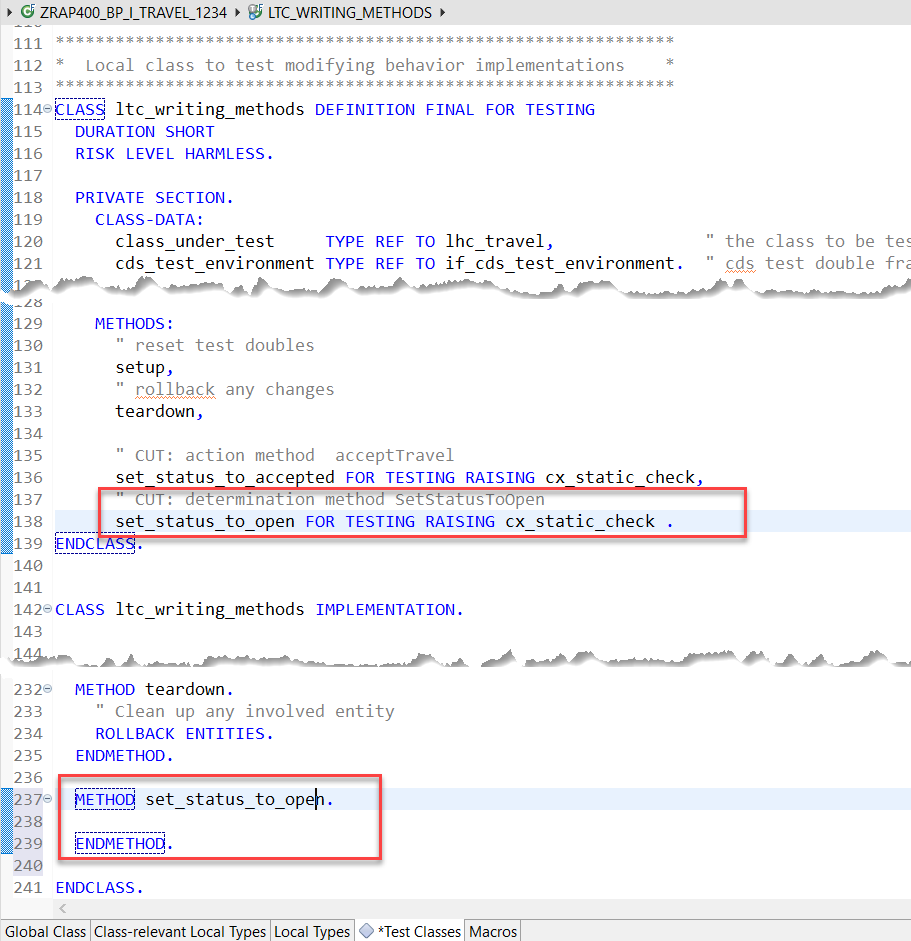 ZRAP400_BP_I_TRAVEL_1234 LTC_WRITING_METHODS
111 **************************************************************
112 *  Local class to test modifying behavior implementations    *
113 **************************************************************
114 CLASS ltc_writing_methods DEFINITION FINAL FOR TESTING
115 DURATION SHORT
116 RISK LEVEL HARMLESS.
117
118 PRIVATE SECTION.
119 CLASS-DATA:
120 class_under_test     TYPE REF TO lhc_travel,               " the class to be tes
121 cds_test_environment TYPE REF TO if_cds_test_environment.  " cds test double fra
128
129 METHODS:
130 " reset test doubles
131 setup,
132 " rollback any changes
133 teardown,
134
135 " CUT: action method  acceptTravel
136 set_status_to_accepted FOR TESTING RAISING cx_static_check,
137 " CUT: determination method SetStatusToOpen
138 set_status_to_open FOR TESTING RAISING cx_static_check .
139 ENDCLASS.
140
141
142 CLASS ltc_writing_methods IMPLEMENTATION.
143
144
232 METHOD teardown.
233 " Clean up any involved entity
234 ROLLBACK ENTITIES.
235 ENDMETHOD.
236
237 METHOD set_status_to_open.
238
239 ENDMETHOD.
240
241 ENDCLASS.
Global Class Class-relevant Local Types Local Types *Test Classes Macros